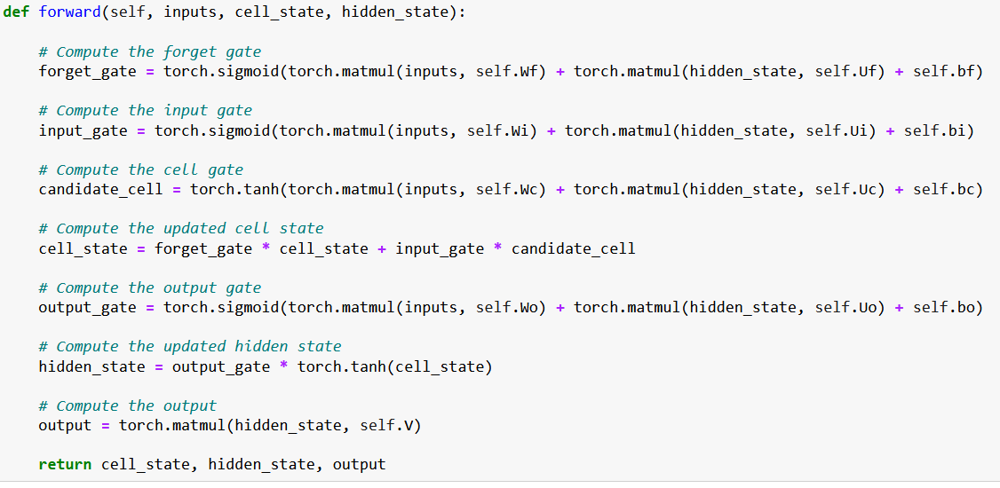 def forward(self, inputs, cell_state, hidden_state):
# Compute the forget gate
forget_gate = torch.sigmoid(torch.matmul(inputs, self.Wf) + torch.matmul(hidden_state, self.Uf) + self.bf)
# Compute the input gate
input_gate = torch.sigmoid(torch.matmul(inputs, self.Wi) + torch.matmul(hidden_state, self.Ui) + self.bi)
# Compute the cell gate
candidate_cell = torch.tanh(torch.matmul(inputs, self.Wc) + torch.matmul(hidden_state, self.Uc) + self.bc)
# Compute the updated cell state
cell_state = forget_gate * cell_state + input_gate * candidate_cell
# Compute the output gate
output_gate = torch.sigmoid(torch.matmul(inputs, self.Wo) + torch.matmul(hidden_state, self.Uo) + self.bo)
# Compute the updated hidden state
hidden_state = output_gate * torch.tanh(cell_state)
# Compute the output
output = torch.matmul(hidden_state, self.V)
return cell_state, hidden_state, output